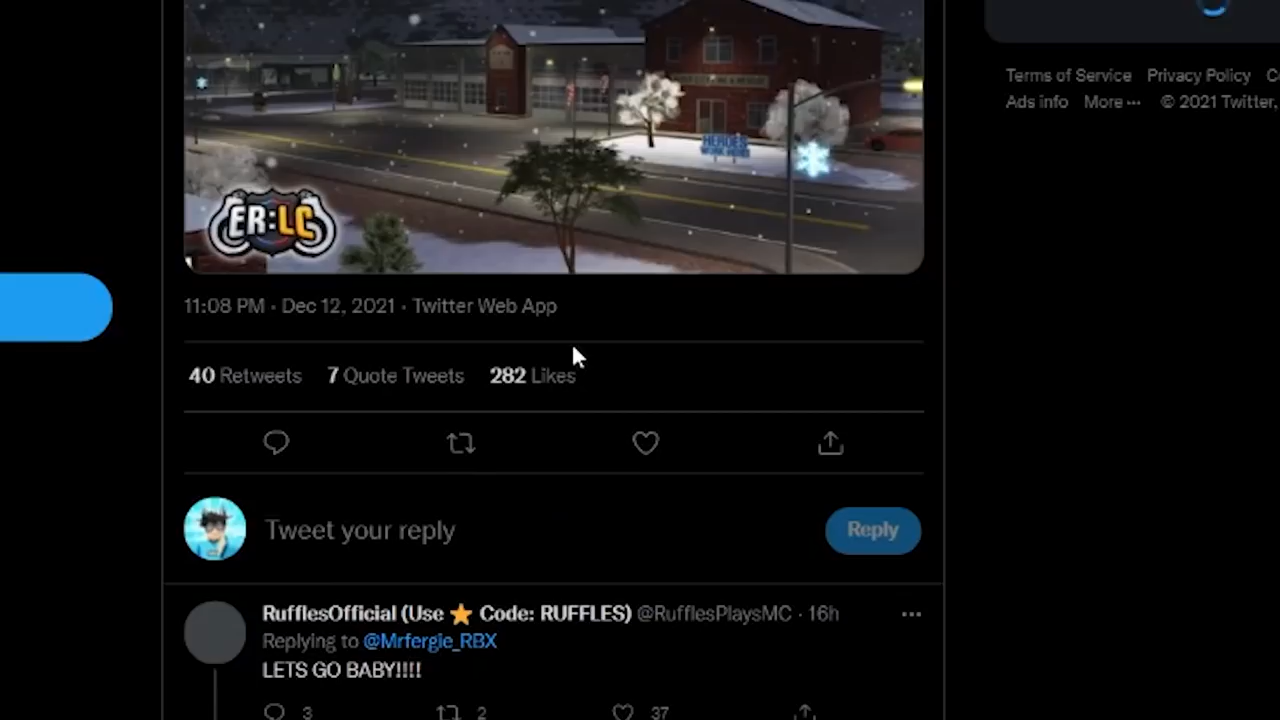 HEROES
WORK HERE
ER:LC
Terms of Service Privacy Policy
Ads info More ··· © 2021 Twitter,
11:08 PM · Dec 12, 2021 · Twitter Web App
40 Retweets 7 Quote Tweets 282 Likes
Tweet your reply
Reply
RufflesOfficial (Use ⭐ Code: RUFFLES) @RufflesPlaysMC · 16h
Replying to @Mrfergie_RBX
LETS GO BABY!!!!
3 2 37